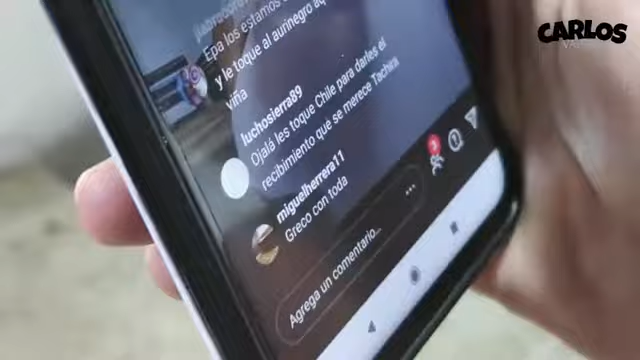 CARLOS
Epa los estamos
y le toque al aurinegro
viña
luchosierra89
Ojalá les toque Chile para darles el
recibimiento que se merece Tachira
miguelherrera11
Greco con toda
Agrega un comentario...
3